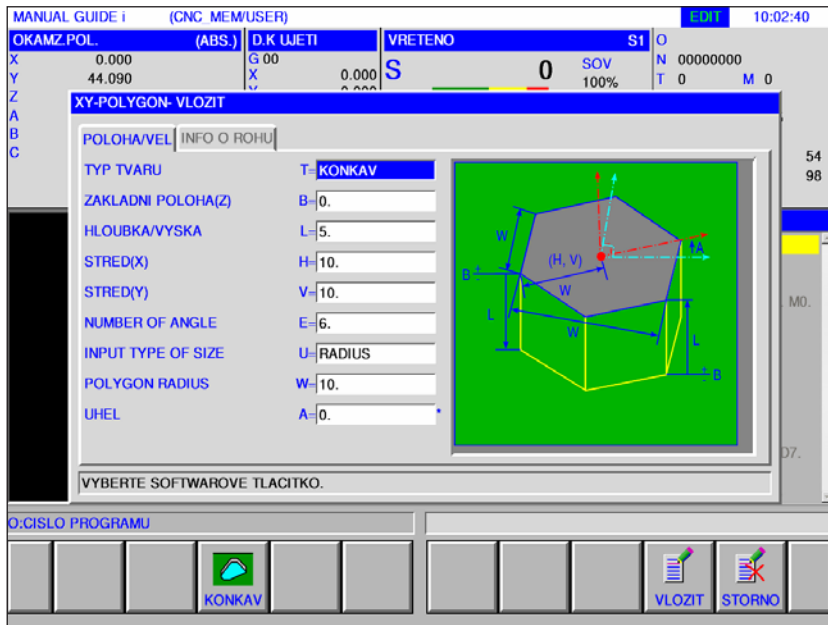 MANUAL GUIDE i (CNC_MEM/USER) EDIT 10:02:40
OKAMZ.POL. (ABS.) D.K UJETI VRETENO S1 O
X 0.000 G 00 S 0 SOV N 00000000
Y 44.090 X 0.000 100% T 0 M 0
Z
A
B
C
54
98
XY-POLYGON- VLOZIT
POLOHA/VEL INFO O ROHU
TYP TVARU T=KONKAV
ZAKLADNI POLOHA(Z) B=0.
HLOUBKA/VYSKA L=5.
STRED(X) H=10.
STRED(Y) V=10.
NUMBER OF ANGLE E=6.
INPUT TYPE OF SIZE U=RADIUS
POLYGON RADIUS W=10.
UHEL A=0. *
W
(H, V)
A
B + -
W
L
W
L
+ - B
M0.
D7.
VYBERTE SOFTWAROVE TLACITKO.
O:CISLO PROGRAMU
KONKAV VLOZIT STORNO